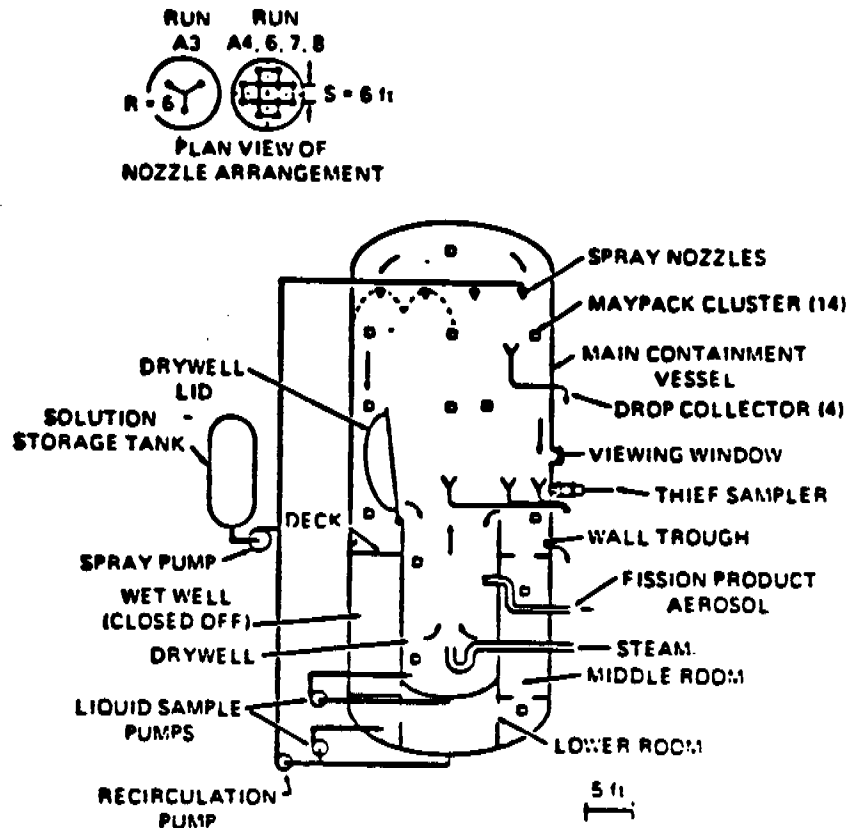 RUN RUN
A3 A4, 6, 7, 8
R = 6
S = 6 ft
PLAN VIEW OF
NOZZLE ARRANGEMENT
SPRAY NOZZLES
MAYPACK CLUSTER (14)
MAIN CONTAINMENT
VESSEL
DROP COLLECTOR (4)
VIEWING WINDOW
THIEF SAMPLER
WALL TROUGH
FISSION PRODUCT
AEROSOL
STEAM
MIDDLE ROOM
LOWER ROOM
DRYWELL
LID
SOLUTION
STORAGE TANK
DECK
SPRAY PUMP
WET WELL
(CLOSED OFF)
DRYWELL
LIQUID SAMPLE
PUMPS
RECIRCULATION
PUMP
5 ft